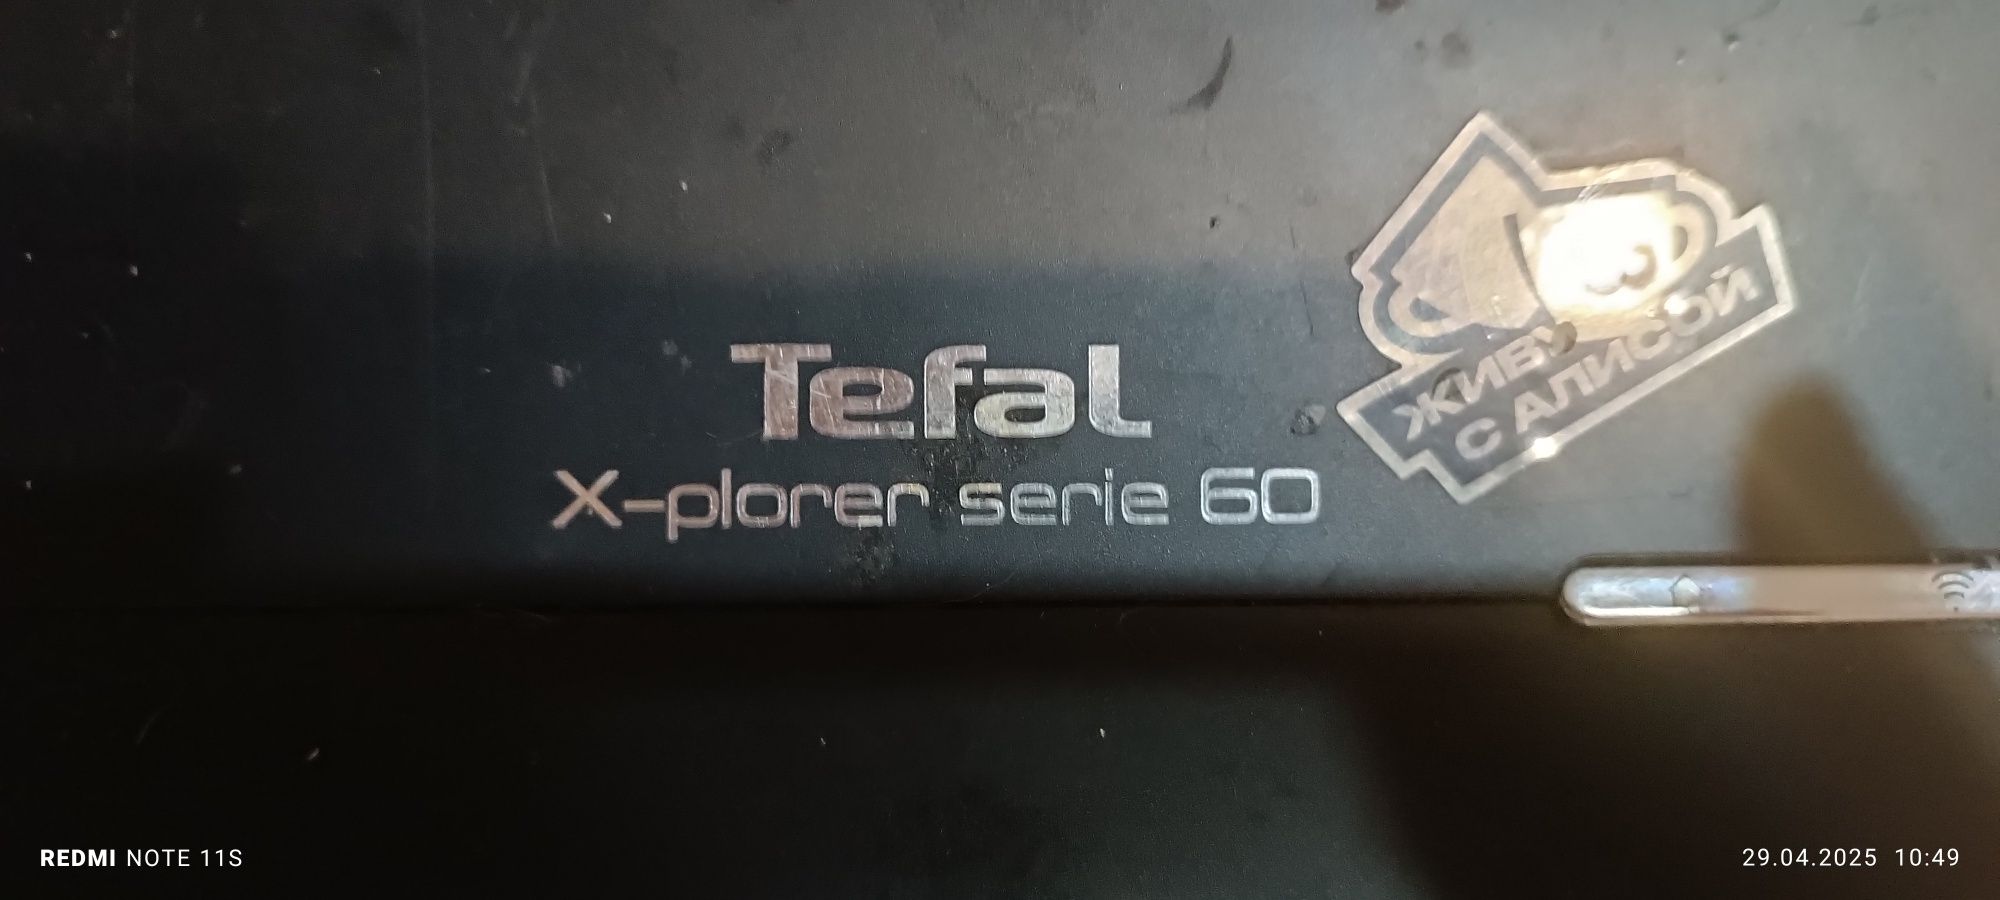 Tefal
X-plorer serie 60
ЖИВУ
С АЛИСОЙ
REDMI NOTE 11S
29.04.2025 10:49